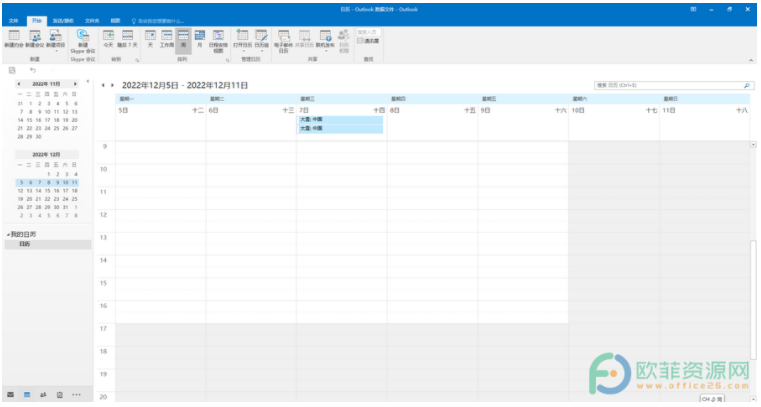 日历 - Outlook 数据文件 - Outlook
文件 开始 发送/接收 文件夹 视图 告诉我您想要做什么...
新建约会 新建会议 新建项目 新建 Skype 会议 今天 随后 7 天 天 工作周 周 月 日程安排视图 打开日历 日历组 电子邮件日历 共享日历 联机发布 日历权限 搜索人员 通讯簿
新建 Skype 会议 转到 排列 管理日历 共享 查找
2022年 11月
一 二 三 四 五 六 日
31 1 2 3 4 5 6
7 8 9 10 11 12 13
14 15 16 17 18 19 20
21 22 23 24 25 26 27
28 29 30
2022年 12月
一 二 三 四 五 六 日
1 2 3 4
5 6 7 8 9 10 11
12 13 14 15 16 17 18
19 20 21 22 23 24 25
26 27 28 29 30 31 1
2 3 4 5 6 7 8
我的日历
日历
2022年12月5日 - 2022年12月11日
搜索 日历 (Ctrl+E)
星期一 星期二 星期三 星期四 星期五 星期六 星期日
5日 十二 6日 十三 7日 十四 8日 十五 9日 十六 10日 十七 11日 十八
大雪; 中国
大雪; 中国
9
10
11
12
13
14
15
16
17
18
19
20
欧菲资源网
www.office26.com
CH 简